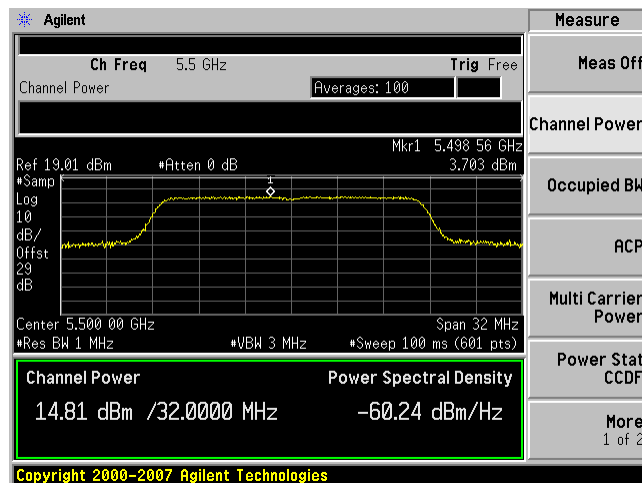 Agilent
Measure
Ch Freq 5.5 GHz Trig Free
Meas Off
Channel Power Averages: 100
Channel Power
Mkr1 5.498 56 GHz
Ref 19.01 dBm #Atten 0 dB 3.703 dBm
#Samp
Log
10
dB/
Offst
29
dB
1
Occupied BW
ACP
Multi Carrier
Power
Center 5.500 00 GHz Span 32 MHz
#Res BW 1 MHz #VBW 3 MHz #Sweep 100 ms (601 pts)
Power Stat
CCDF
Channel Power Power Spectral Density
14.81 dBm /32.0000 MHz -60.24 dBm/Hz
More
1 of 2
Copyright 2000-2007 Agilent Technologies